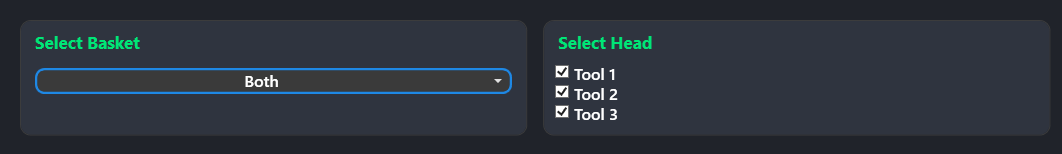 Select Basket
Both
Select Head
Tool 1
Tool 2
Tool 3